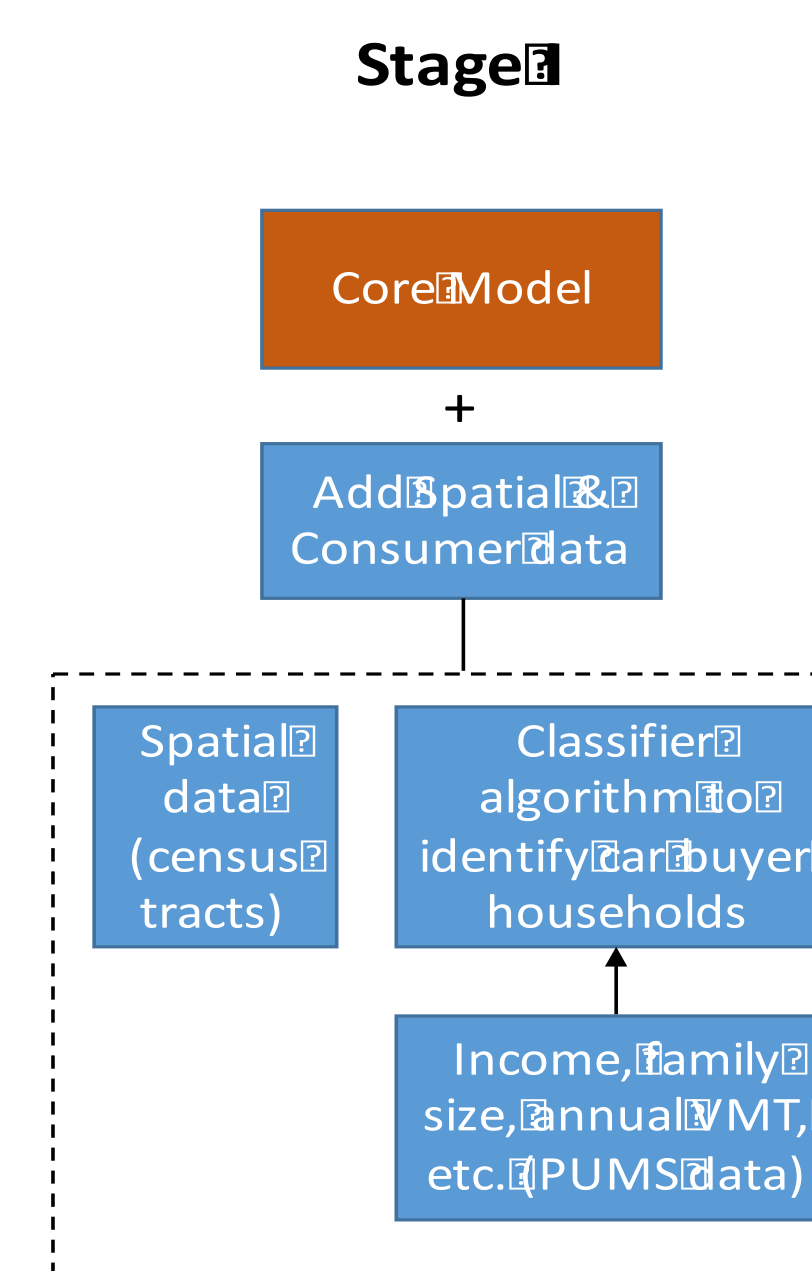 Stage
Core Model
+
Add Spatial &
Consumer data
Spatial
data
(census
tracts)
Classifier
algorithm to
identify car buyer
households
Income, family
size, annual VMT,
etc. (PUMS data)